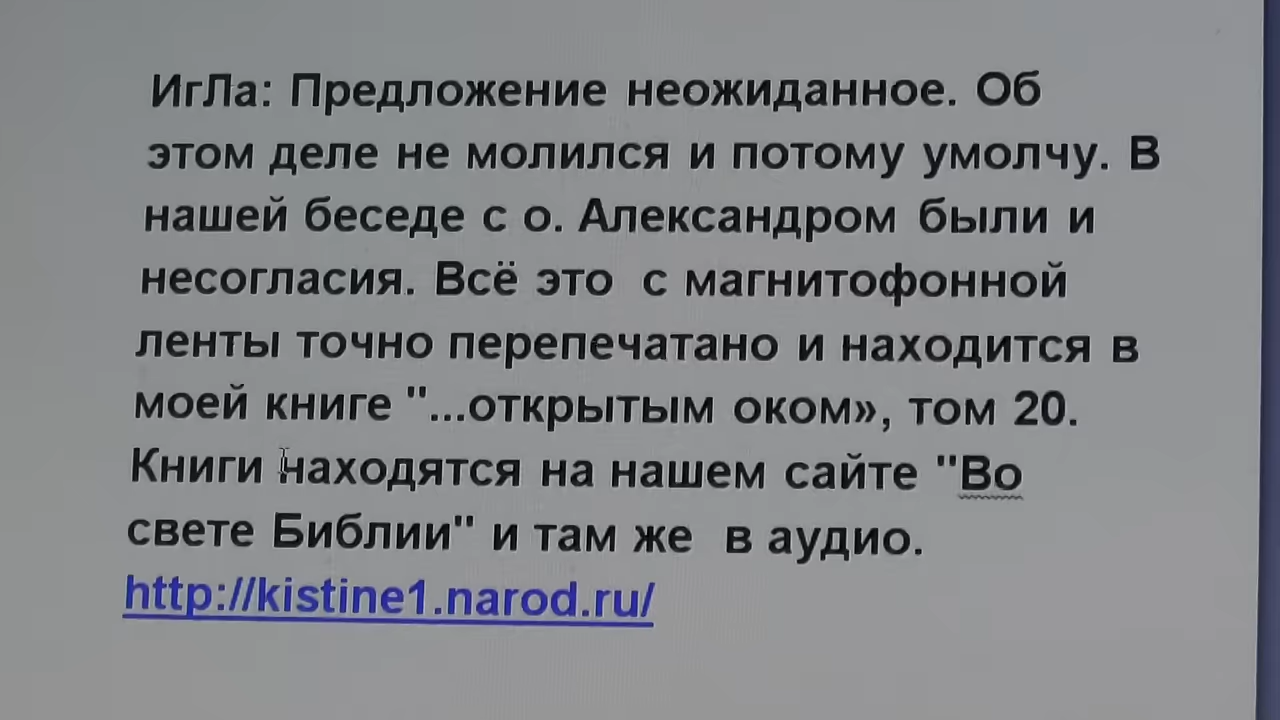 ИгЛа: Предложение неожиданное. Об
этом деле не молился и потому умолчу. В
нашей беседе с о. Александром были и
несогласия. Всё это  с магнитофонной
ленты точно перепечатано и находится в
моей книге "...открытым оком», том 20.
Книги находятся на нашем сайте "Во
свете Библии" и там же  в аудио.
http://kistine1.narod.ru/